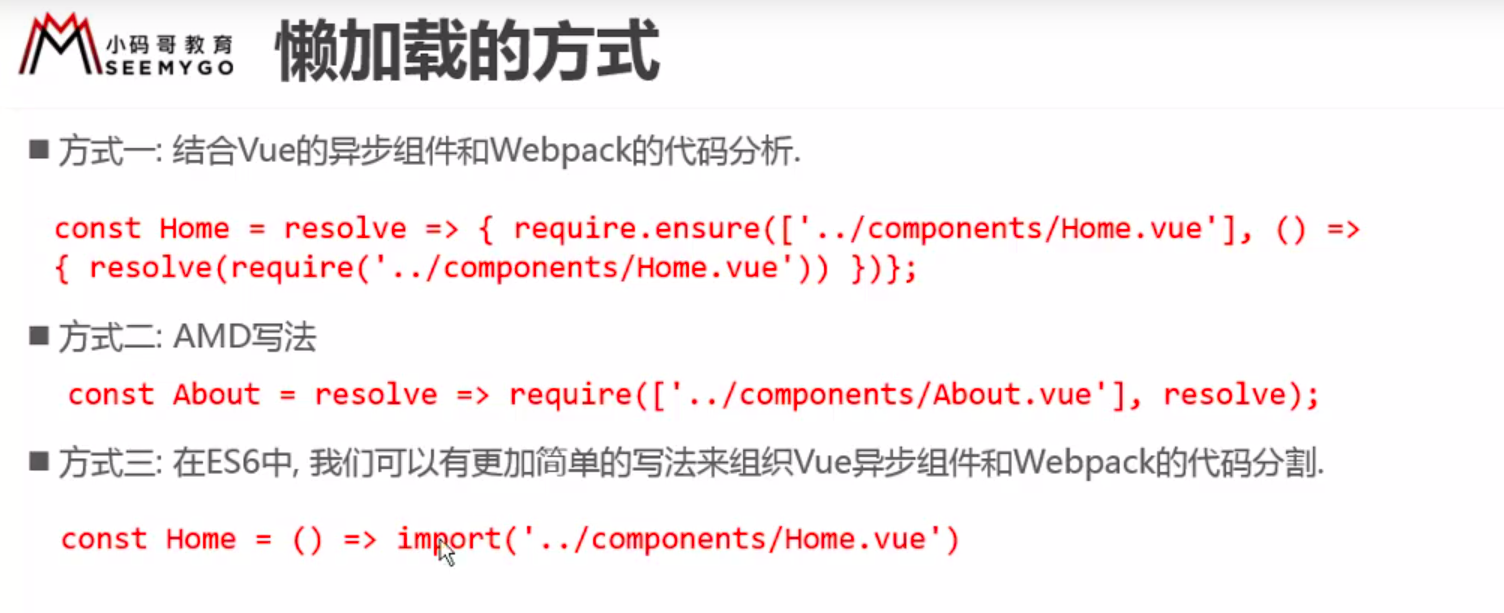 小码哥教育
SEEMYGO
懒加载的方式
■ 方式一: 结合Vue的异步组件和Webpack的代码分析.
const Home = resolve => { require.ensure(['../components/Home.vue'], () =>
{ resolve(require('../components/Home.vue')) })};
■ 方式二: AMD写法
const About = resolve => require(['../components/About.vue'], resolve);
■ 方式三: 在ES6中, 我们可以有更加简单的写法来组织Vue异步组件和Webpack的代码分割.
const Home = () => import('../components/Home.vue')